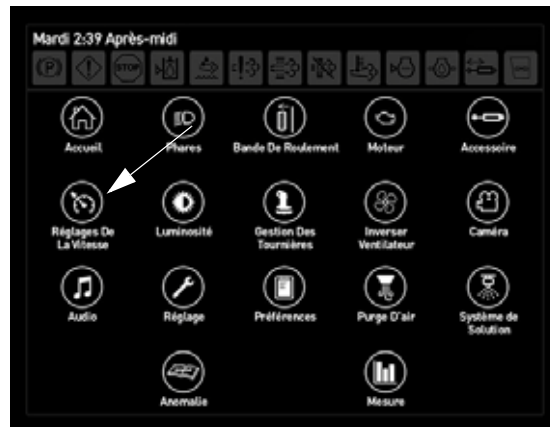 Mardi 2:39 Après-midi
(P) STOP
Accueil Phares Bande De Roulement Moteur Accessoire
Réglages De La Vitesse Luminosité Gestion Des Tournières Inverser Ventilateur Caméra
Audio Réglage Préférences Purge D'air Système de Solution
Anomalie Mesure